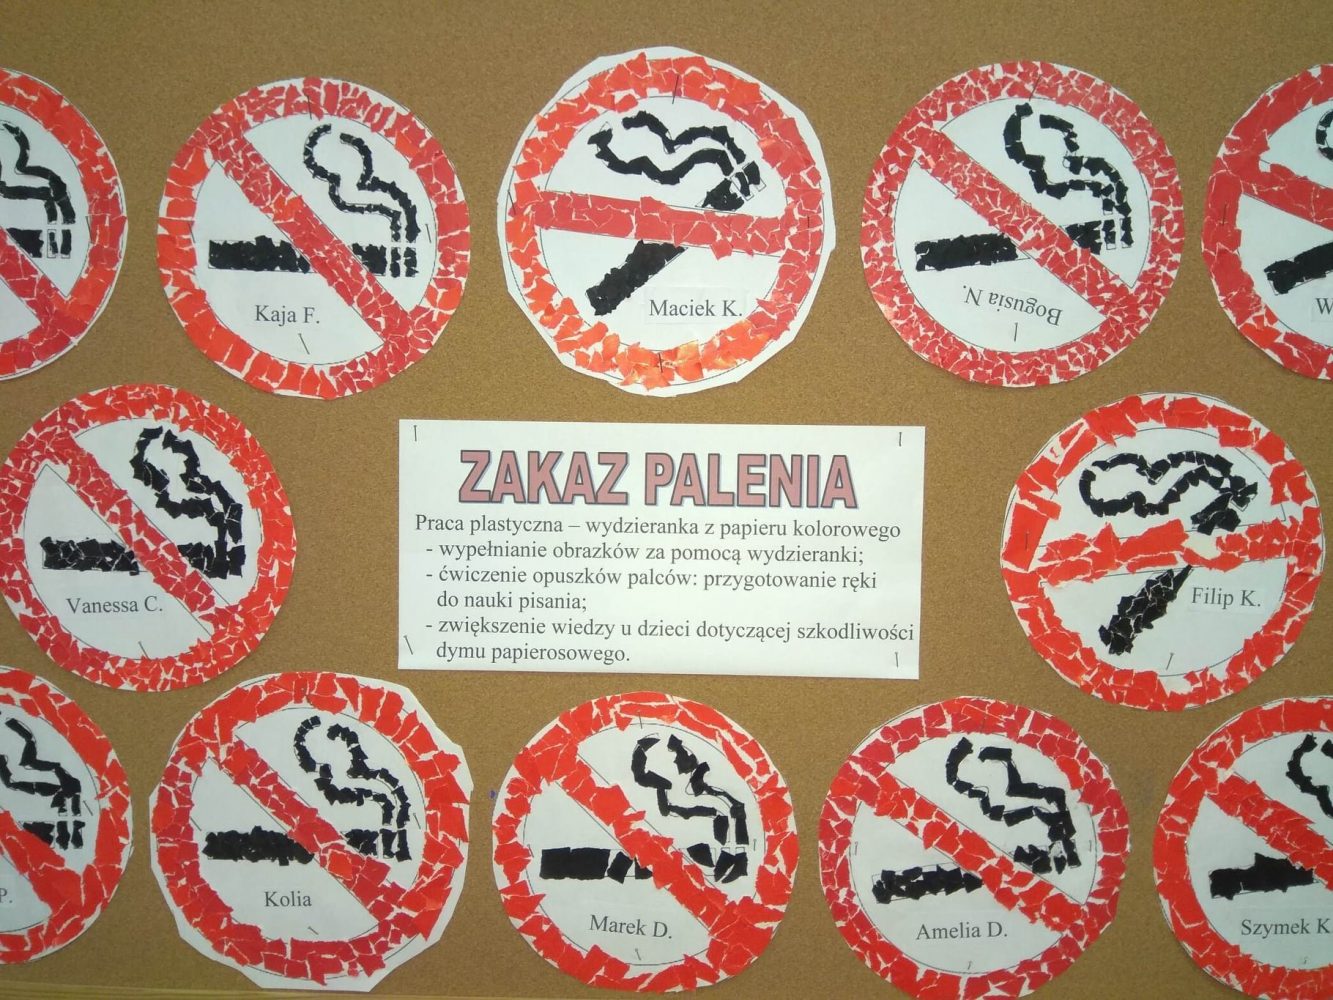 Kaja F.
Maciek K.
Bogusia N.
W
ZAKAZ PALENIA
Praca plastyczna – wydzieranka z papieru kolorowego
- wypełnianie obrazków za pomocą wydzieranki;
- ćwiczenie opuszków palców: przygotowanie ręki
do nauki pisania;
- zwiększenie wiedzy u dzieci dotyczącej szkodliwości
dymu papierosowego.
Vanessa C.
Filip K.
P.
Kolia
Marek D.
Amelia D.
Szymek K